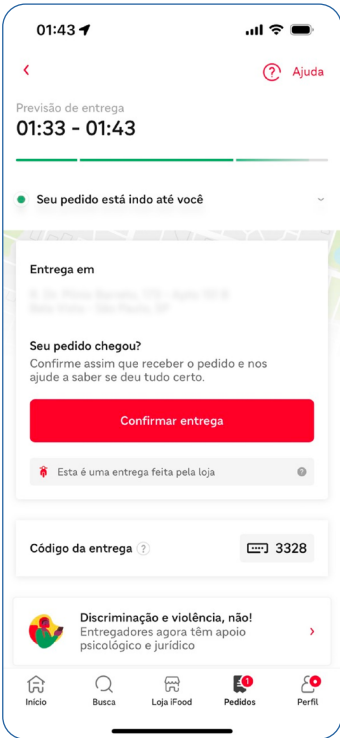 01:43
Ajuda
Previsão de entrega
01:33 - 01:43
Seu pedido está indo até você
Entrega em
Seu pedido chegou?
Confirme assim que receber o pedido e nos
ajude a saber se deu tudo certo.
Confirmar entrega
Esta é uma entrega feita pela loja
Código da entrega
3328
Discriminação e violência, não!
Entregadores agora têm apoio
psicológico e jurídico
1
Início
Busca
Loja iFood
Pedidos
Perfil